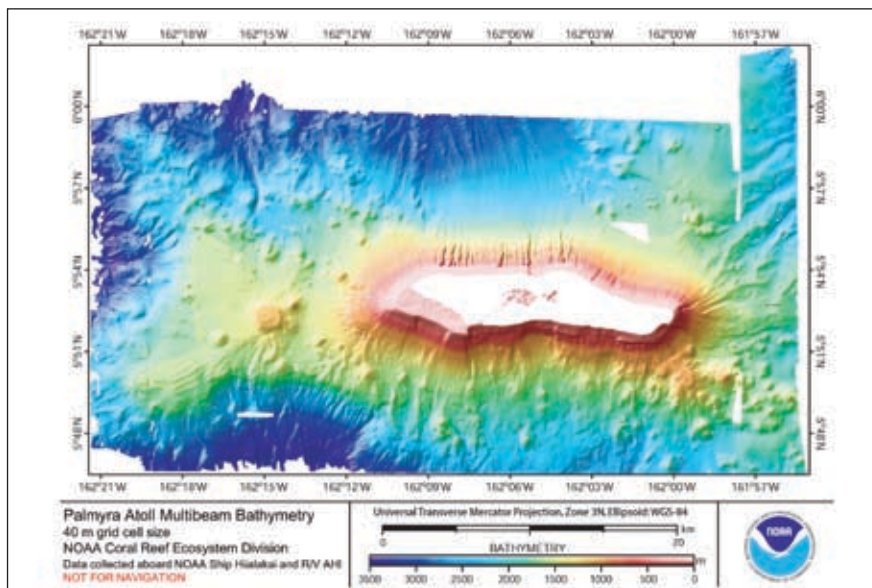 162°21'W 162°18'W 162°15'W 162°12'W 162°09'W 162°06'W 162°03'W 162°00'W 161°57'W
6°00'N 6°00'N
5°57'N 5°57'N
5°54'N 5°54'N
5°51'N 5°51'N
5°48'N 5°48'N
162°21'W 162°18'W 162°15'W 162°12'W 162°09'W 162°06'W 162°03'W 162°00'W 161°57'W
Palmyra Atoll Multibeam Bathymetry
40 m grid cell size
NOAA Coral Reef Ecosystem Division
Data collected aboard NOAA Ship Hiialakai and R/V AHI
NOT FOR NAVIGATION
Universal Transverse Mercator Projection, Zone 3N, Ellipsoid: WGS-84
km
0 20
BATHYMETRY
m
3500 3000 2500 2000 1500 1000 500 0
NOAA